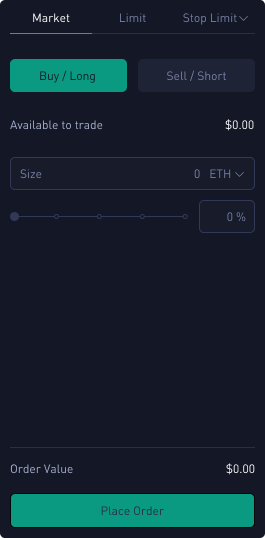 Market Limit Stop Limit
Buy / Long Sell / Short
Available to trade $0.00
Size 0 ETH
0 %
Order Value $0.00
Place Order